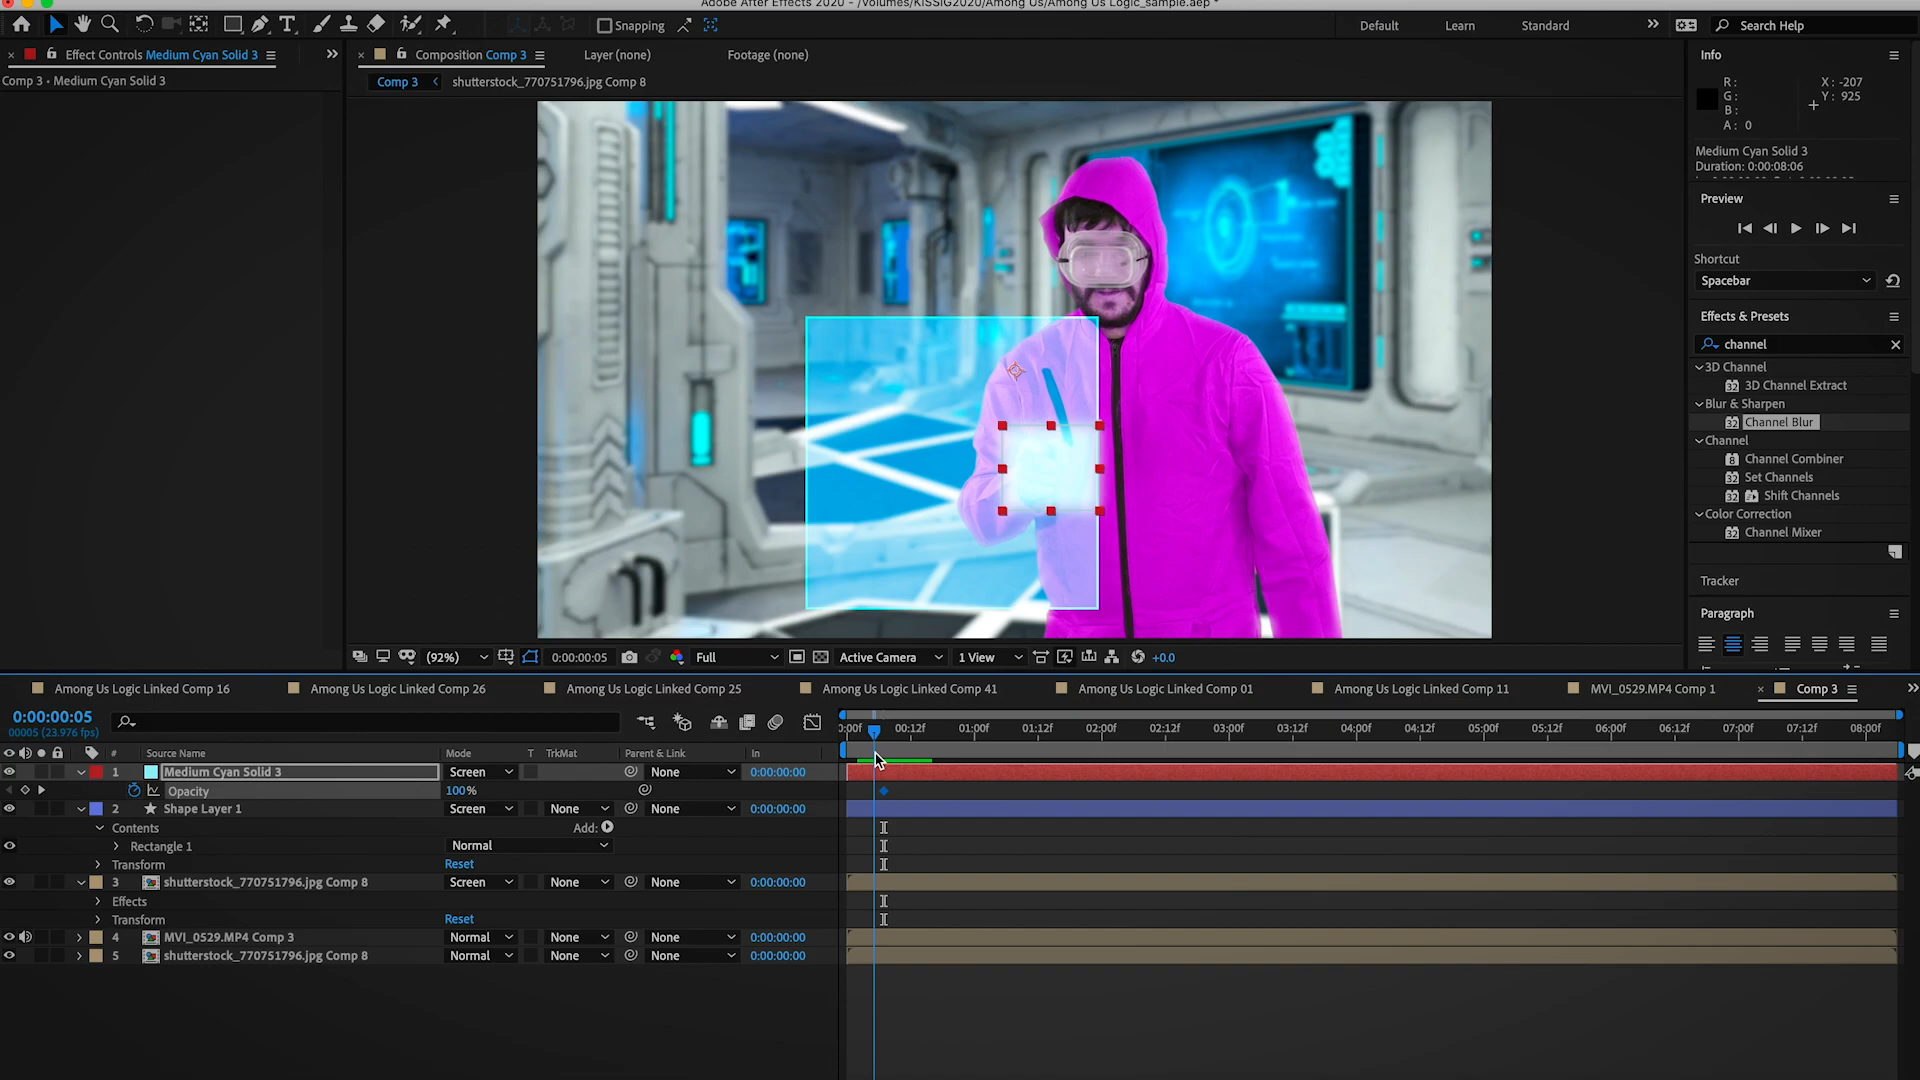 Adobe After Effects 2020 - /Volumes/KISSIG2020/Among Us/Among Us Logic_sample.aep *
Snapping
Default
Learn
Standard
Search Help
Effect Controls Medium Cyan Solid 3
Composition Comp 3
Layer (none)
Footage (none)
Comp 3 • Medium Cyan Solid 3
Comp 3
shutterstock_770751796.jpg Comp 8
Info
R :
G :
B :
A : 0
X : -207
Y : 925
Medium Cyan Solid 3
Duration: 0:00:08:06
Preview
Shortcut
Spacebar
Effects & Presets
channel
3D Channel
3D Channel Extract
Blur & Sharpen
Channel Blur
Channel
Channel Combiner
Set Channels
Shift Channels
Color Correction
Channel Mixer
Tracker
Paragraph
(92%)
0:00:00:05
Full
Active Camera
1 View
+0.0
Among Us Logic Linked Comp 16
Among Us Logic Linked Comp 26
Among Us Logic Linked Comp 25
Among Us Logic Linked Comp 41
Among Us Logic Linked Comp 01
Among Us Logic Linked Comp 11
MVI_0529.MP4 Comp 1
Comp 3
0:00:00:05
00005 (23.976 fps)
0:00f 00:12f 01:00f 01:12f 02:00f 02:12f 03:00f 03:12f 04:00f 04:12f 05:00f 05:12f 06:00f 06:12f 07:00f 07:12f 08:00f
# Source Name Mode T TrkMat Parent & Link In
1 Medium Cyan Solid 3 Screen None 0:00:00:00
Opacity 100%
2 Shape Layer 1 Screen None None 0:00:00:00
Contents Add:
Rectangle 1 Normal
Transform Reset
3 shutterstock_770751796.jpg Comp 8 Screen None None 0:00:00:00
Effects
Transform Reset
4 MVI_0529.MP4 Comp 3 Normal None None 0:00:00:00
5 shutterstock_770751796.jpg Comp 8 Normal None None 0:00:00:00